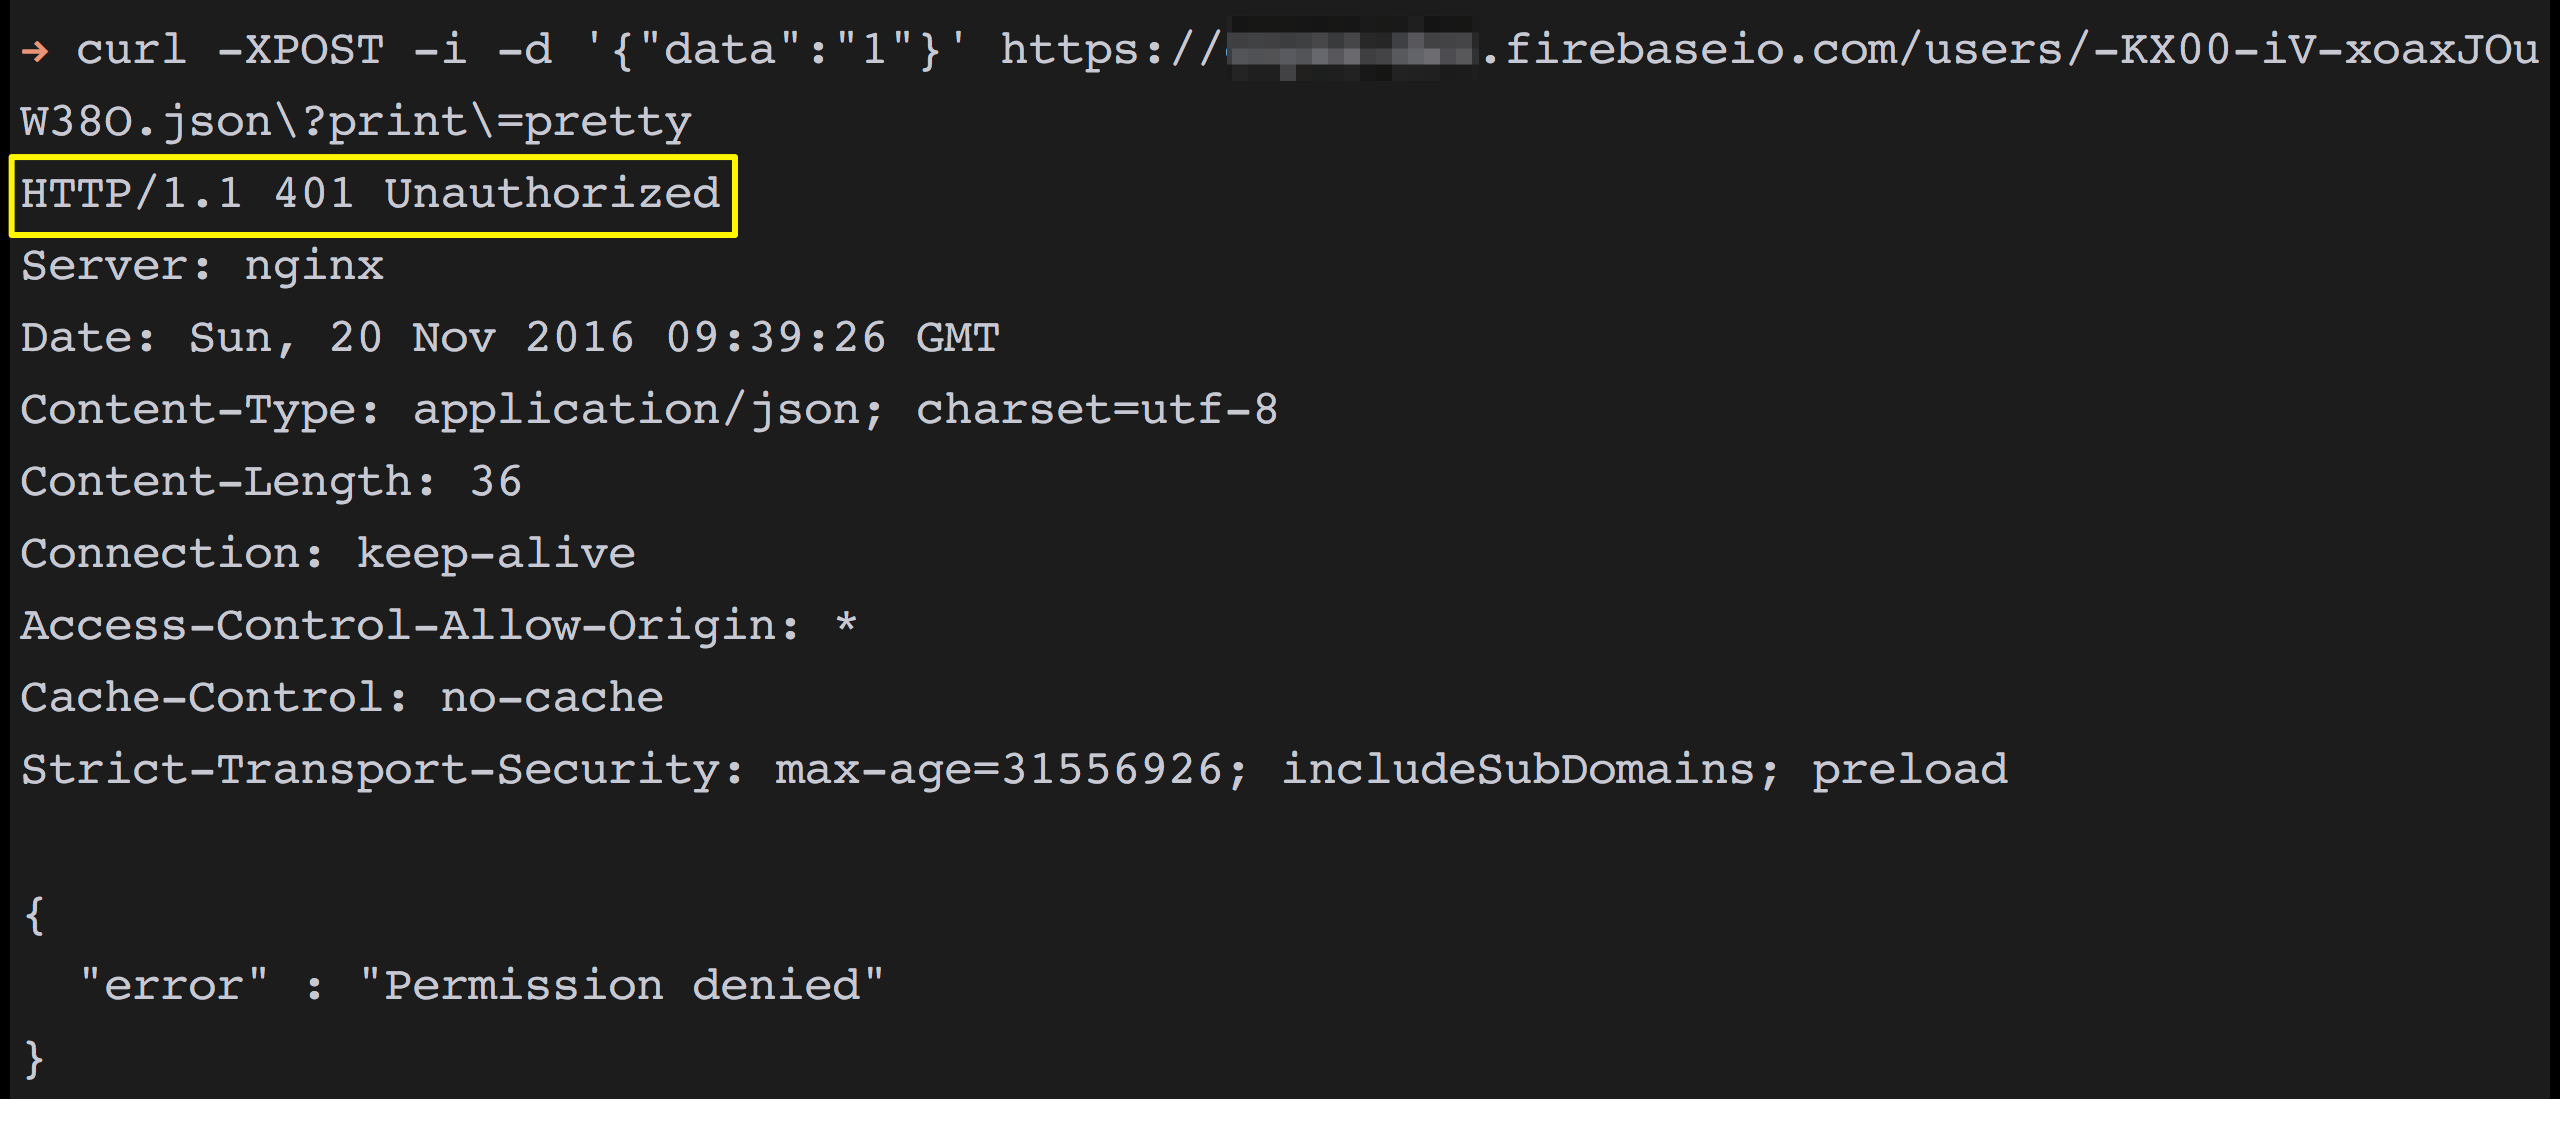 → curl -XPOST -i -d '{"data":"1"}' https://.firebaseio.com/users/-KX00-iV-xoaxJOu
W38O.json\?print\=pretty
HTTP/1.1 401 Unauthorized
Server: nginx
Date: Sun, 20 Nov 2016 09:39:26 GMT
Content-Type: application/json; charset=utf-8
Content-Length: 36
Connection: keep-alive
Access-Control-Allow-Origin: *
Cache-Control: no-cache
Strict-Transport-Security: max-age=31556926; includeSubDomains; preload
{
"error" : "Permission denied"
}